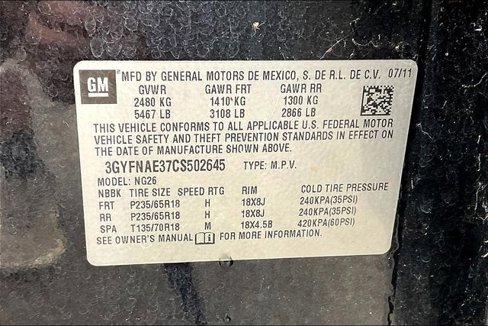 GM MFD BY GENERAL MOTORS DE MEXICO, S. DE R.L. DE C.V. 07/11
GVWR GAWR FRT GAWR RR
2480 KG 1410 KG 1300 KG
5467 LB 3108 LB 2866 LB
THIS VEHICLE CONFORMS TO ALL APPLICABLE U.S. FEDERAL MOTOR
VEHICLE SAFETY AND THEFT PREVENTION STANDARDS IN EFFECT ON
THE DATE OF MANUFACTURE SHOWN ABOVE.
3GYFNAE37CS502645 TYPE: M.P.V.
MODEL: NG26
NBBK TIRE SIZE SPEED RTG RIM COLD TIRE PRESSURE
FRT P235/65R18 H 18X8J 240KPA(35PSI)
RR P235/65R18 H 18X8J 240KPA(35PSI)
SPA T135/70R18 M 18X4.5B 420KPA(60PSI)
SEE OWNER'S MANUAL i FOR MORE INFORMATION.